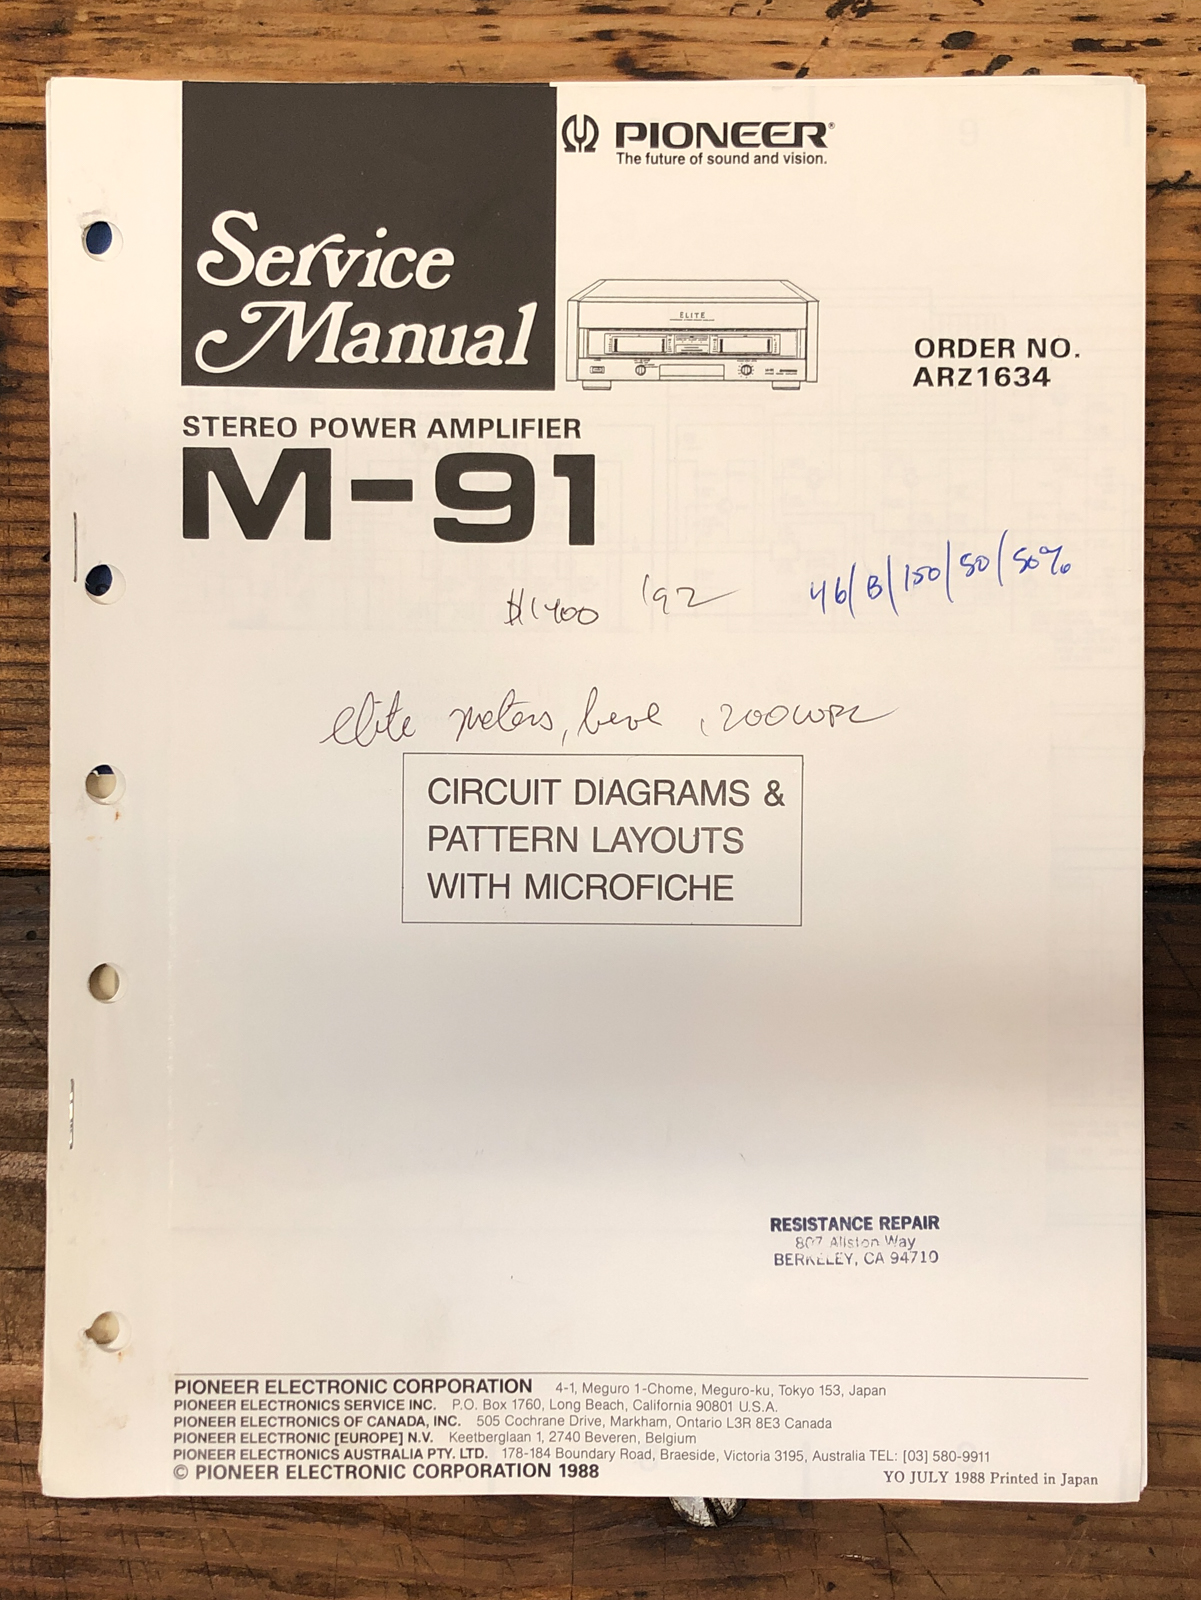 PIONEER®
The future of sound and vision.
Service
Manual
ELITE
ORDER NO.
ARZ1634
STEREO POWER AMPLIFIER
M-91
$1400 '92
46/B/150/50/50%
elite meters, , 200WPC
CIRCUIT DIAGRAMS &
PATTERN LAYOUTS
WITH MICROFICHE
RESISTANCE REPAIR
807 Allston Way
BERKELEY, CA 94710
PIONEER ELECTRONIC CORPORATION 4-1, Meguro 1-Chome, Meguro-ku, Tokyo 153, Japan
PIONEER ELECTRONICS SERVICE INC. P.O. Box 1760, Long Beach, California 90801 U.S.A.
PIONEER ELECTRONICS OF CANADA, INC. 505 Cochrane Drive, Markham, Ontario L3R 8E3 Canada
PIONEER ELECTRONIC [EUROPE] N.V. Keetberglaan 1, 2740 Beveren, Belgium
PIONEER ELECTRONICS AUSTRALIA PTY. LTD. 178-184 Boundary Road, Braeside, Victoria 3195, Australia TEL: [03] 580-9911
© PIONEER ELECTRONIC CORPORATION 1988
YO JULY 1988 Printed in Japan